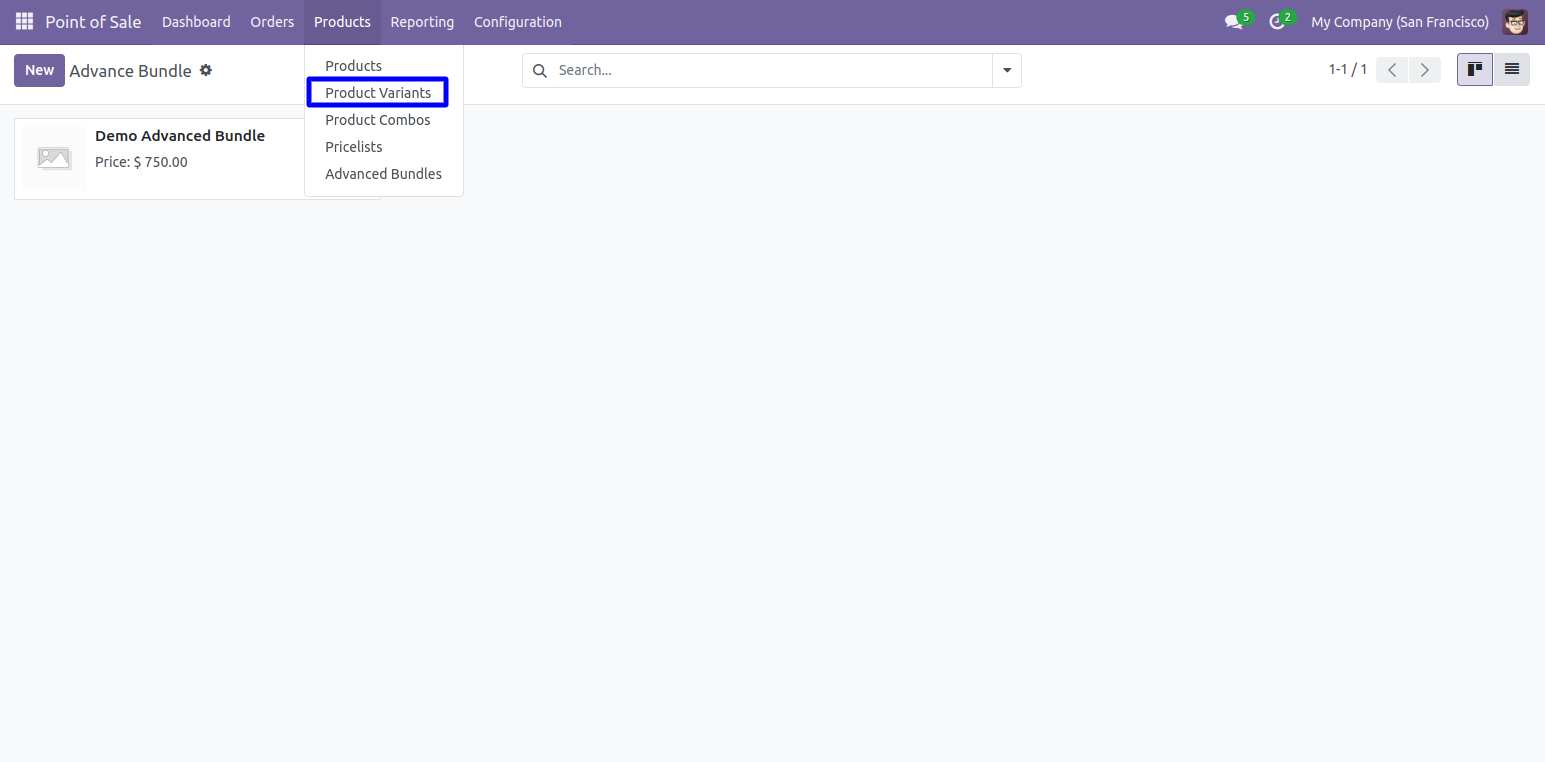 Point of Sale Dashboard Orders Products Reporting Configuration 5 2 My Company (San Francisco)
New Advance Bundle Search... 1-1 / 1
Products
Product Variants
Product Combos
Pricelists
Advanced Bundles
Demo Advanced Bundle
Price: $ 750.00